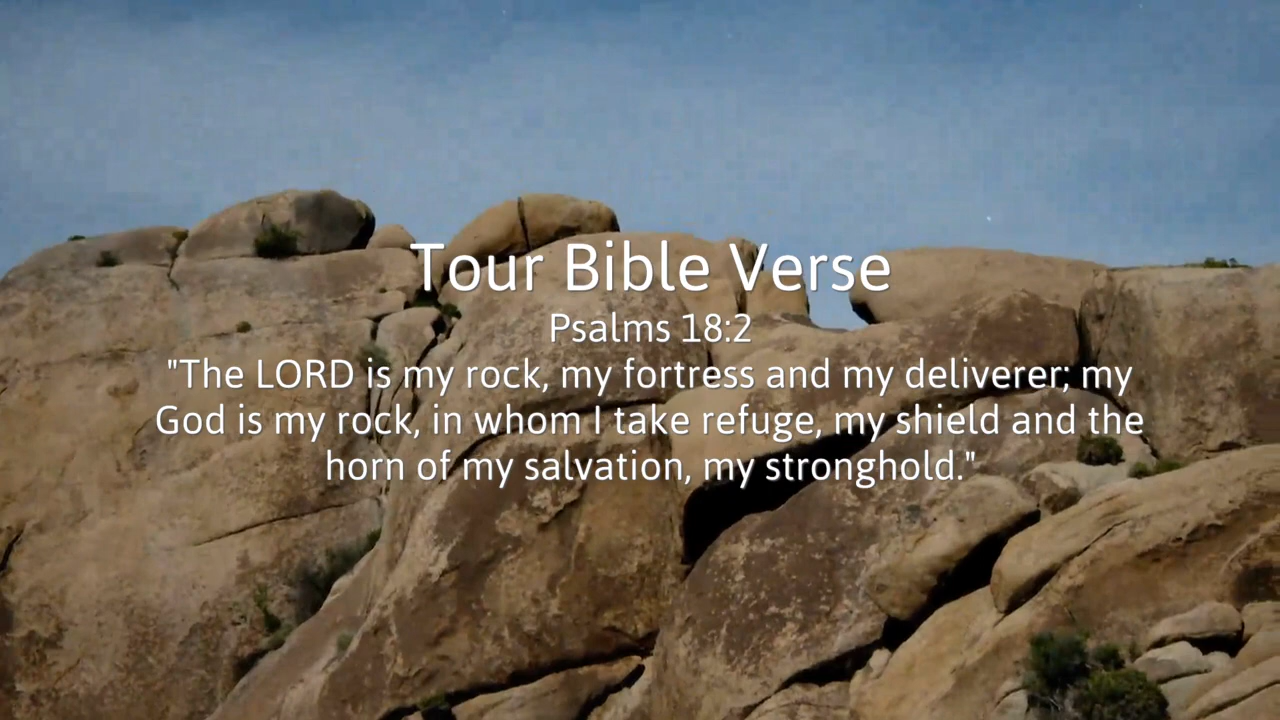 Tour Bible Verse
Psalms 18:2
"The LORD is my rock, my fortress and my deliverer; my
God is my rock, in whom I take refuge, my shield and the
horn of my salvation, my stronghold."